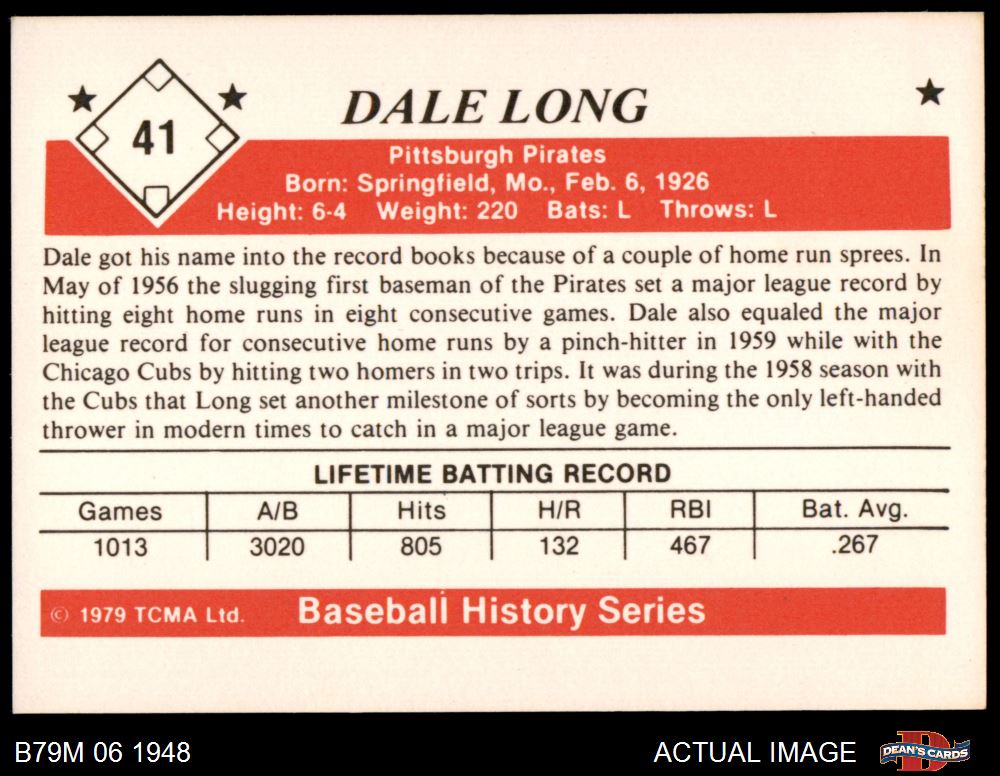 41
DALE LONG
Pittsburgh Pirates
Born: Springfield, Mo., Feb. 6, 1926
Height: 6-4 Weight: 220 Bats: L Throws: L
Dale got his name into the record books because of a couple of home run sprees. In
May of 1956 the slugging first baseman of the Pirates set a major league record by
hitting eight home runs in eight consecutive games. Dale also equaled the major
league record for consecutive home runs by a pinch-hitter in 1959 while with the
Chicago Cubs by hitting two homers in two trips. It was during the 1958 season with
the Cubs that Long set another milestone of sorts by becoming the only left-handed
thrower in modern times to catch in a major league game.
LIFETIME BATTING RECORD
Games A/B Hits H/R RBI Bat. Avg.
1013 3020 805 132 467 .267
© 1979 TCMA Ltd. Baseball History Series
B79M 06 1948
ACTUAL IMAGE
D
DEAN'S CARDS